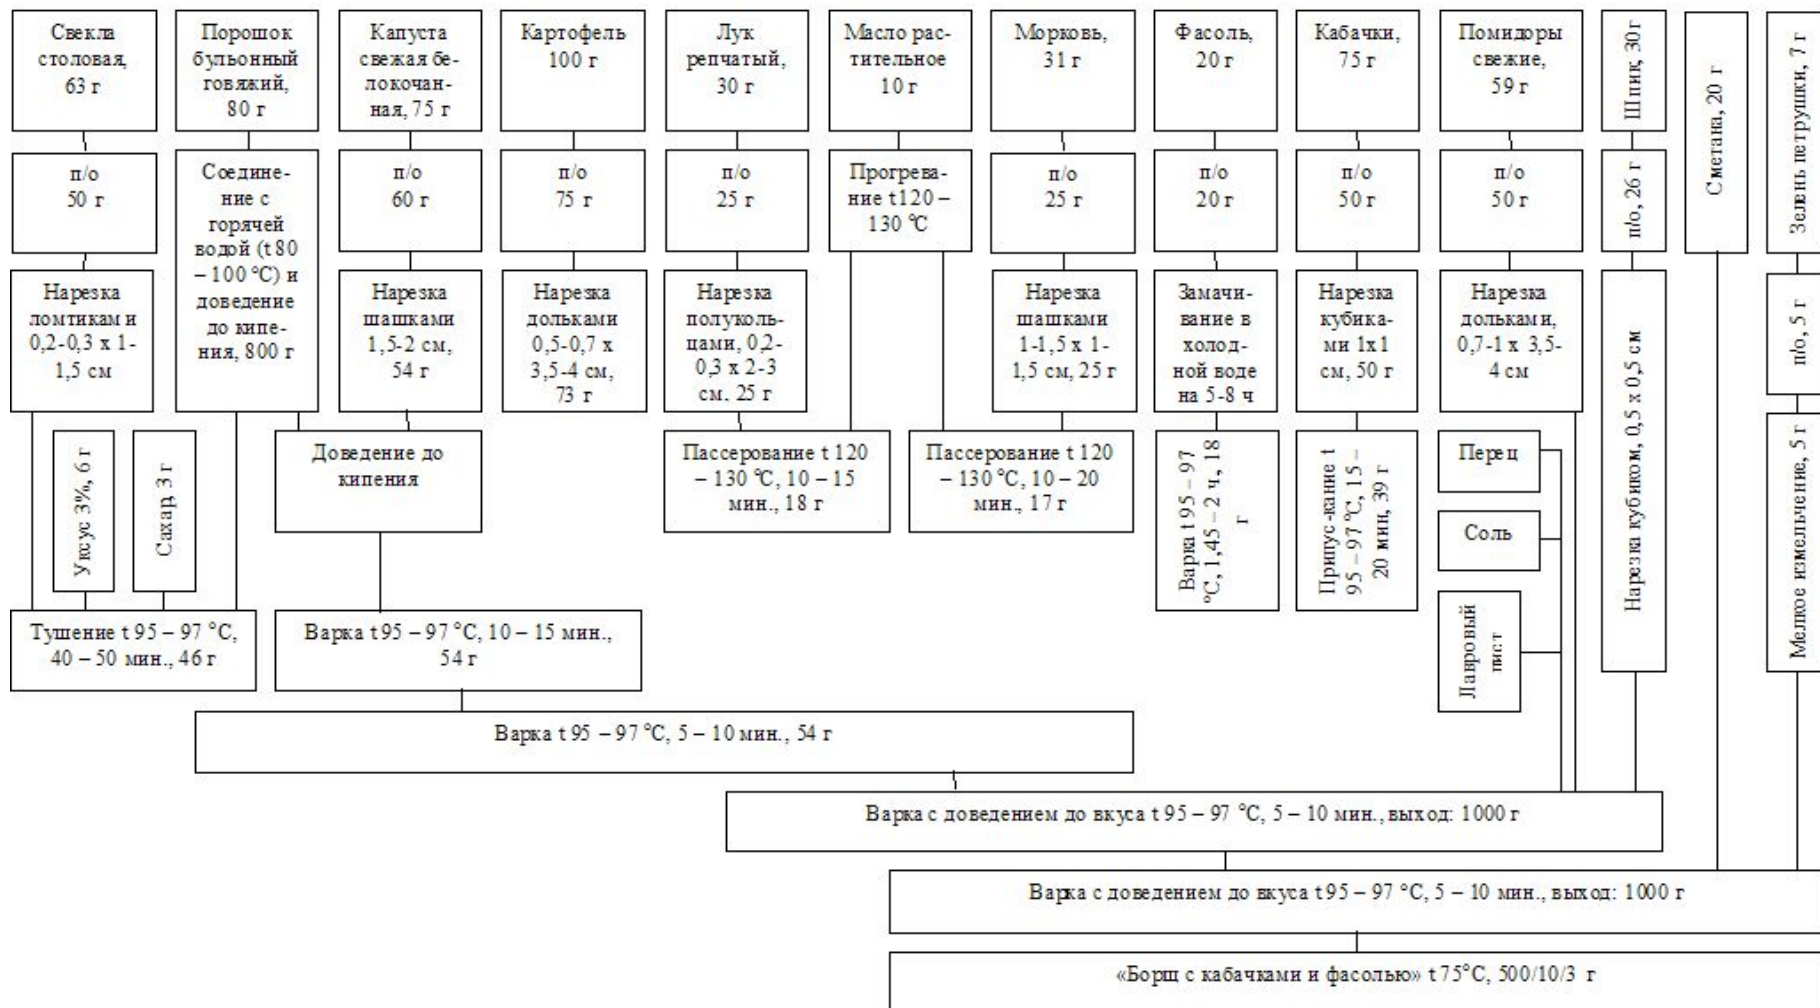 Свекла
столовая,
63 г
Порошок
бульонный
говяжий,
80 г
Капуста
свежая бе-
локочан-
ная, 75 г
Картофель
100 г
Лук
репчатый,
30 г
Масло рас-
тительное
10 г
Морковь,
31 г
Фасоль,
20 г
Кабачки,
75 г
Помидоры
свежие,
59 г
Шпик, 30г
Сметана, 20 г
Зелень петрушки, 7 г
п/о
50 г
Соедине-
ние с
горячей
водой (t 80
– 100 °С) и
доведение
до кипе-
ния, 800 г
п/о
60 г
п/о
75 г
п/о
25 г
Прогрева-
ние t120 –
130 °С
п/о
25 г
п/о
20 г
п/о
50 г
п/о
50 г
п/о, 26 г
Нарезка
ломтиками
0,2-0,3 х 1-
1,5 см
Нарезка
шашками
1,5-2 см,
54 г
Нарезка
дольками
0,5-0,7 х
3,5-4 см,
73 г
Нарезка
полуколь-
цами, 0,2-
0,3 х 2-3
см, 25 г
Нарезка
шашками
1-1,5 х 1-
1,5 см, 25 г
Замачи-
вание в
холод-
ной воде
на 5-8 ч
Нарезка
кубика-
ми 1х1
см, 50 г
Нарезка
дольками,
0,7-1 х 3,5-
4 см
Нарезка кубиком, 0,5 х 0,5 см
п/о, 5 г
Мелкое измельчение, 5 г
Уксус 3%, 6 г
Сахар, 3 г
Доведение до
кипения
Пассерование t 120
– 130 °С, 10 – 15
мин., 18 г
Пассерование t 120
– 130 °С, 10 – 20
мин., 17 г
Варка t 95 – 97
°С, 1,45 – 2 ч, 18
г
Припус-кание t
95 – 97 °С, 15 –
20 мин, 39 г
Перец
Соль
Лавровый
лист
Тушение t 95 – 97 °С,
40 – 50 мин., 46 г
Варка t 95 – 97 °С, 10 – 15 мин.,
54 г
Варка t 95 – 97 °С, 5 – 10 мин., 54 г
Варка с доведением до вкуса t 95 – 97 °С, 5 – 10 мин., выход: 1000 г
Варка с доведением до вкуса t 95 – 97 °С, 5 – 10 мин., выход: 1000 г
«Борщ с кабачками и фасолью» t 75°С, 500/10/3 г